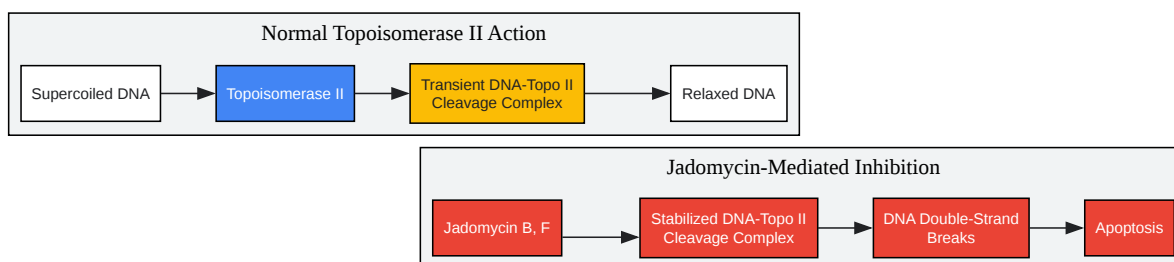 Normal Topoisomerase II Action
Supercoiled DNA
Topoisomerase II
Transient DNA-Topo II
Cleavage Complex
Relaxed DNA
Jadomycin-Mediated Inhibition
Jadomycin B, F
Stabilized DNA-Topo II
Cleavage Complex
DNA Double-Strand
Breaks
Apoptosis